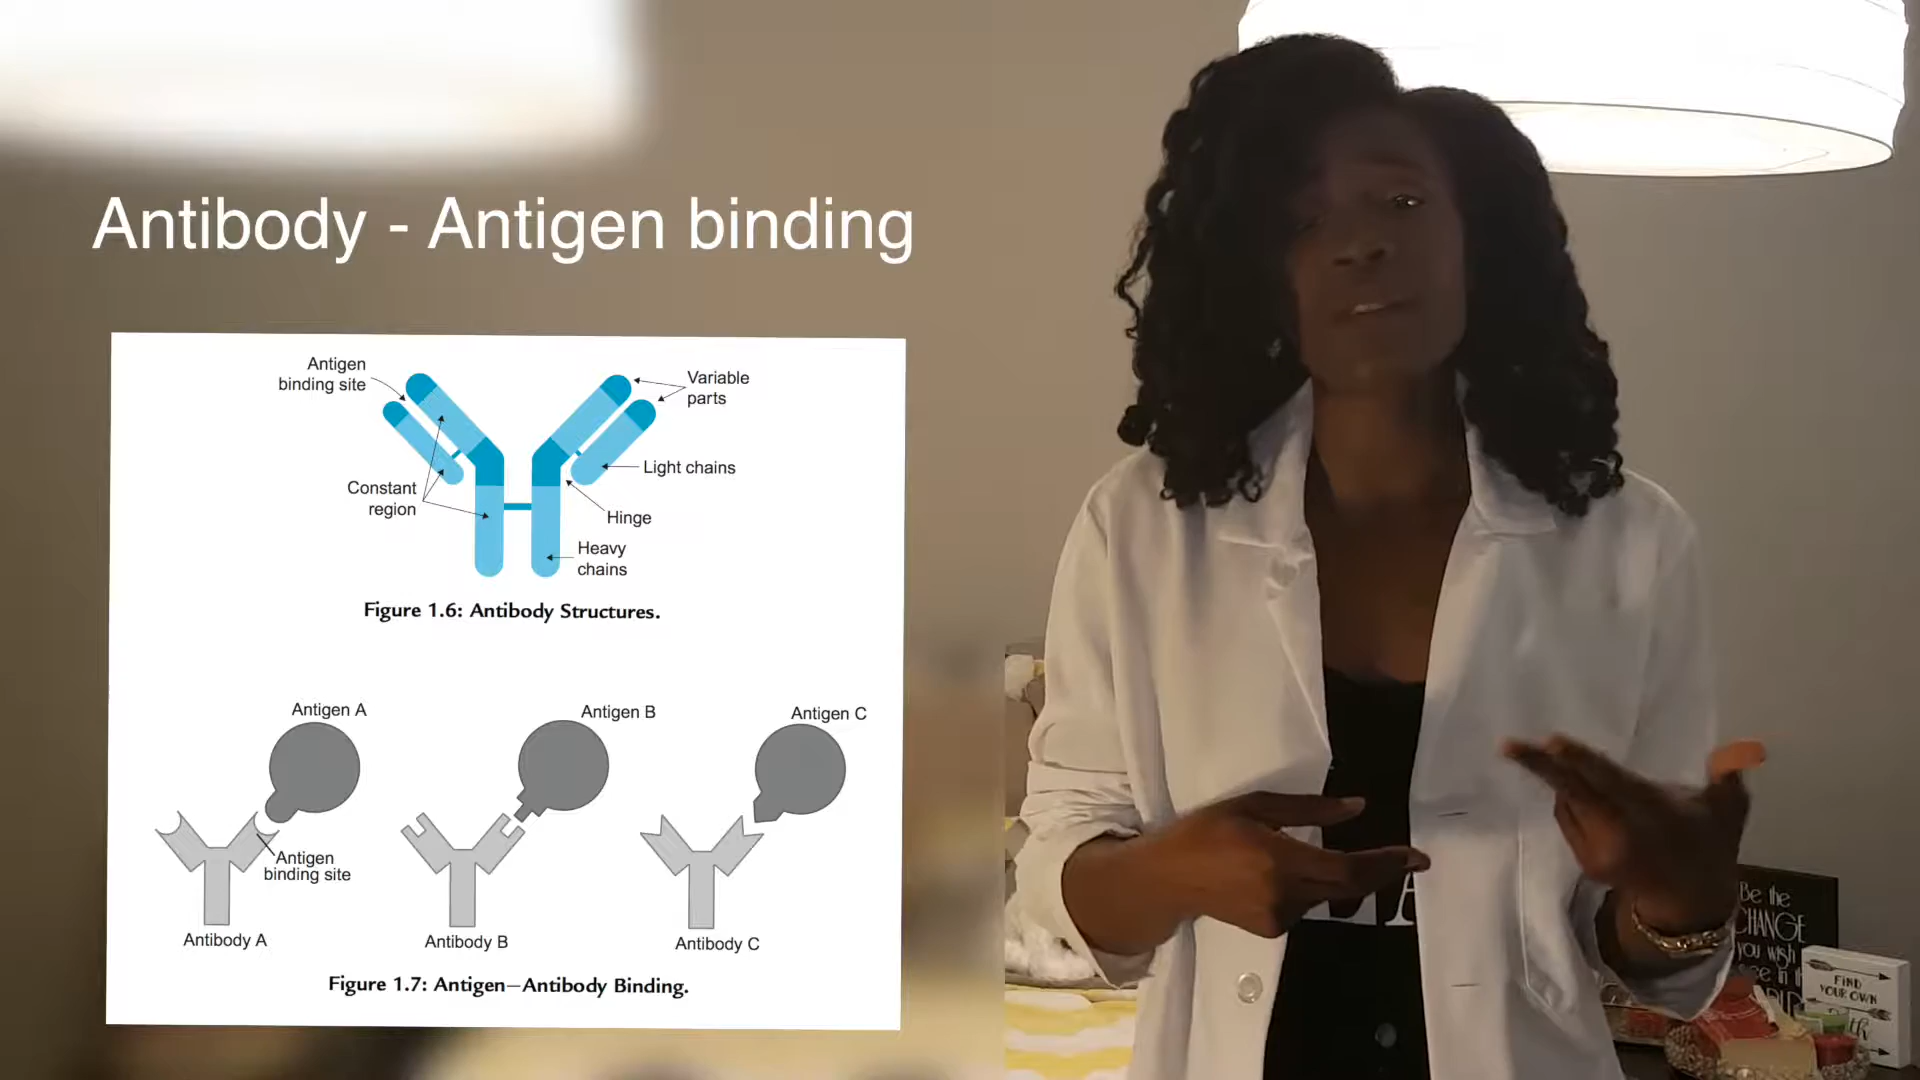 Antibody - Antigen binding
Antigen
binding site
Variable
parts
Light chains
Constant
region
Hinge
Heavy
chains
Figure 1.6: Antibody Structures.
Antigen A
Antigen B
Antigen C
Antigen
binding site
Antibody A
Antibody B
Antibody C
Figure 1.7: Antigen–Antibody Binding.
Be the
CHANGE
you wish
FIND
YOUR OWN